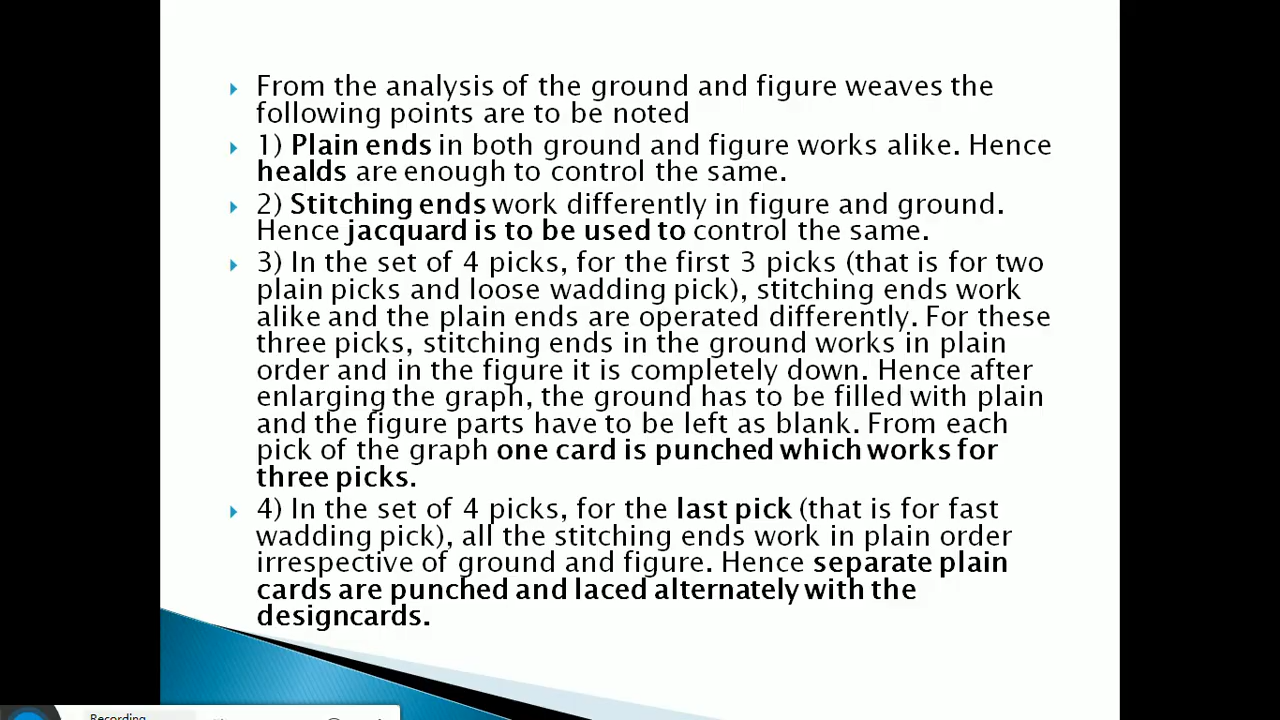 From the analysis of the ground and figure weaves the
following points are to be noted
1) Plain ends in both ground and figure works alike. Hence
healds are enough to control the same.
2) Stitching ends work differently in figure and ground.
Hence jacquard is to be used to control the same.
3) In the set of 4 picks, for the first 3 picks (that is for two
plain picks and loose wadding pick), stitching ends work
alike and the plain ends are operated differently. For these
three picks, stitching ends in the ground works in plain
order and in the figure it is completely down. Hence after
enlarging the graph, the ground has to be filled with plain
and the figure parts have to be left as blank. From each
pick of the graph one card is punched which works for
three picks.
4) In the set of 4 picks, for the last pick (that is for fast
wadding pick), all the stitching ends work in plain order
irrespective of ground and figure. Hence separate plain
cards are punched and laced alternately with the
designcards.
Recording